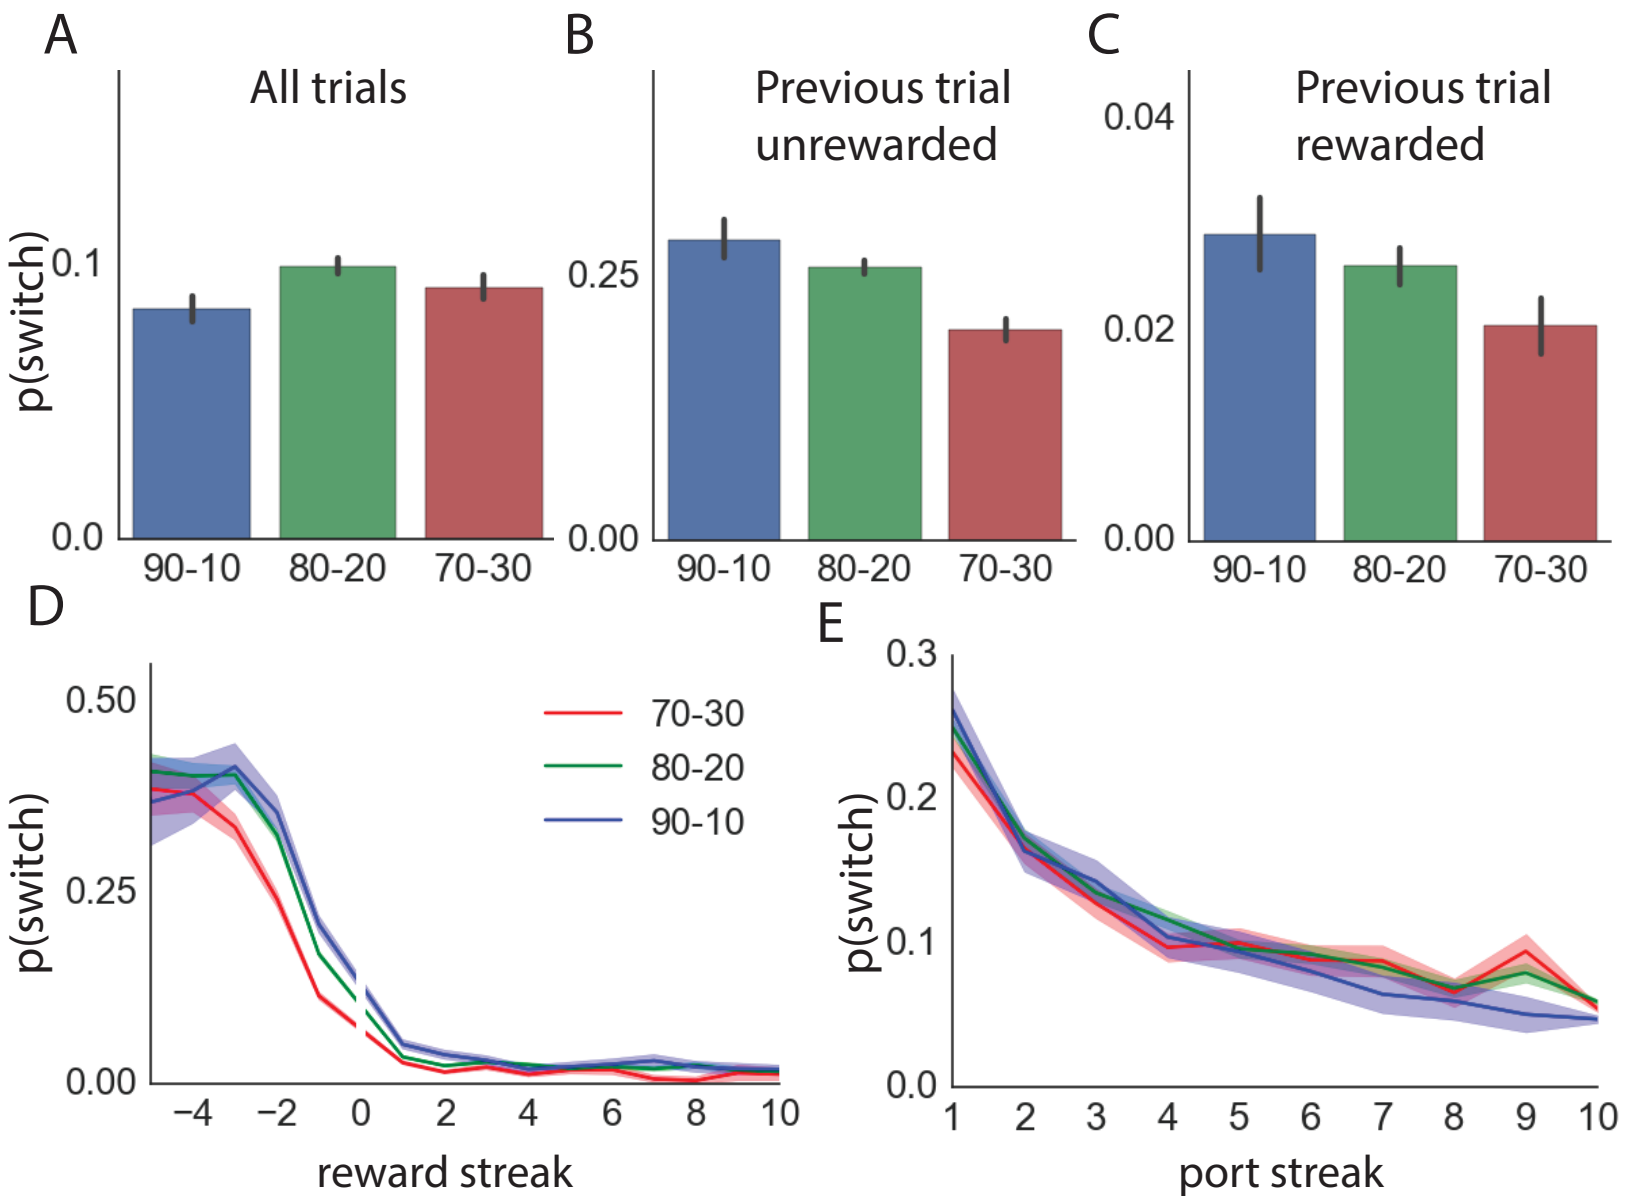 A
B
C
All trials
Previous trial
unrewarded
Previous trial
rewarded
p(switch)
0.1
0.0
0.25
0.00
0.04
0.02
0.00
90-10
80-20
70-30
90-10
80-20
70-30
90-10
80-20
70-30
D
E
p(switch)
0.50
0.25
0.00
70-30
80-20
90-10
−4
−2
0
2
4
6
8
10
reward streak
p(switch)
0.3
0.2
0.1
0.0
1
2
3
4
5
6
7
8
9
10
port streak